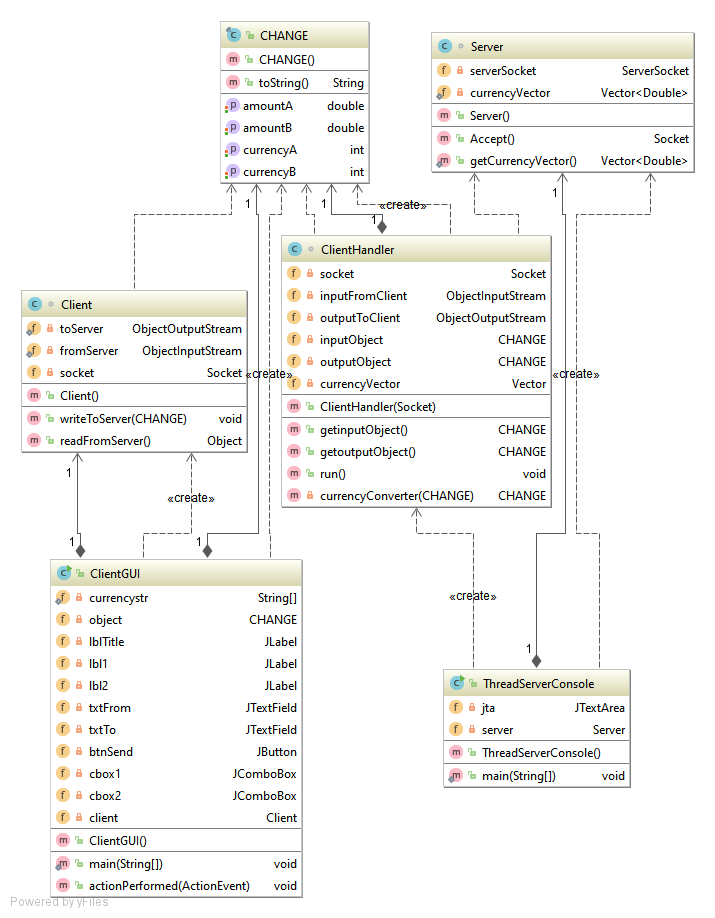 CHANGE
CHANGE()
toString() String
amountA double
amountB double
currencyA int
currencyB int
Server
serverSocket ServerSocket
currencyVector Vector<Double>
Server()
Accept() Socket
getCurrencyVector() Vector<Double>
1
1
1
«create»
1
1
ClientHandler
socket Socket
inputFromClient ObjectInputStream
outputToClient ObjectOutputStream
inputObject CHANGE
outputObject CHANGE
currencyVector Vector
ClientHandler(Socket)
getinputObject() CHANGE
getoutputObject() CHANGE
run() void
currencyConverter(CHANGE) CHANGE
Client
toServer ObjectOutputStream
fromServer ObjectInputStream
socket Socket
Client()
writeToServer(CHANGE) void
readFromServer() Object
«create»
«create»
1
«create»
1
1
«create»
1
ClientGUI
currencystr String[]
object CHANGE
lblTitle JLabel
lbl1 JLabel
lbl2 JLabel
txtFrom JTextField
txtTo JTextField
btnSend JButton
cbox1 JComboBox
cbox2 JComboBox
client Client
ClientGUI()
main(String[]) void
actionPerformed(ActionEvent) void
ThreadServerConsole
jta JTextArea
server Server
ThreadServerConsole()
main(String[]) void
Powered by yFiles